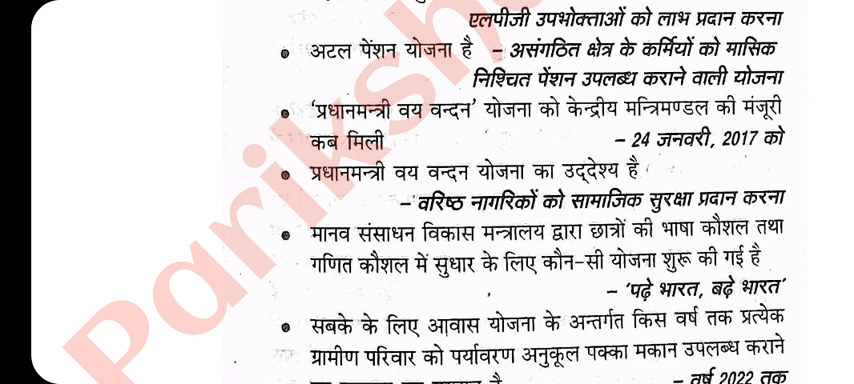 एलपीजी उपभोक्ताओं को लाभ प्रदान करना
• अटल पेंशन योजना है – असंगठित क्षेत्र के कर्मियों को मासिक
निश्चित पेंशन उपलब्ध कराने वाली योजना
• 'प्रधानमन्त्री वय वन्दन' योजना को केन्द्रीय मन्त्रिमण्डल की मंजूरी
कब मिली – 24 जनवरी, 2017 को
• प्रधानमन्त्री वय वन्दन योजना का उद्देश्य है
– वरिष्ठ नागरिकों को सामाजिक सुरक्षा प्रदान करना
• मानव संसाधन विकास मन्त्रालय द्वारा छात्रों की भाषा कौशल तथा
गणित कौशल में सुधार के लिए कौन-सी योजना शुरू की गई है
– 'पढ़े भारत, बढ़े भारत'
• सबके के लिए आवास योजना के अन्तर्गत किस वर्ष तक प्रत्येक
ग्रामीण परिवार को पर्यावरण अनुकूल पक्का मकान उपलब्ध कराने
– वर्ष 2022 तक